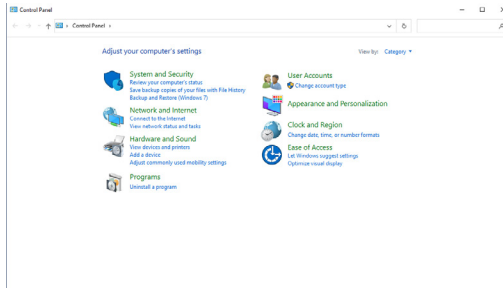 Control Panel
Control Panel
Adjust your computer's settings
View by: Category
System and Security
Review your computer's status
Save backup copies of your files with File History
Backup and Restore (Windows 7)
Network and Internet
Connect to the Internet
View network status and tasks
Hardware and Sound
View devices and printers
Add a device
Adjust commonly used mobility settings
Programs
Uninstall a program
User Accounts
Change account type
Appearance and Personalization
Clock and Region
Change date, time, or number formats
Ease of Access
Let Windows suggest settings
Optimize visual display